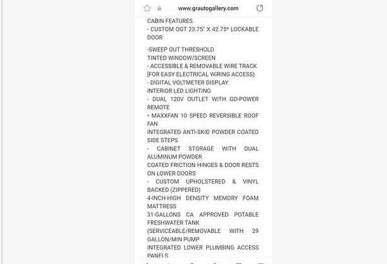 www.grautogallery.com
CABIN FEATURES
- CUSTOM OGT 23.75" X 42.75" LOCKABLE
DOOR
-SWEEP OUT THRESHOLD
TINTED WINDOW/SCREEN
- ACCESSIBLE & REMOVABLE WIRE TRACK
[FOR EASY ELECTRICAL WIRING ACCESS)
- DIGITAL VOLTMETER DISPLAY
INTERIOR LED LIGHTING
- DUAL 120V OUTLET WITH GO-POWER
REMOTE
• MAXXFAN 10 SPEED REVERSIBLE ROOF
FAN
INTEGRATED ANTI-SKID POWDER COATED
SIDE STEPS
- CABINET STORAGE WITH DUAL
ALUMINUM POWDER
COATED FRICTION HINGES & DOOR RESTS
ON LOWER DOORS
- CUSTOM UPHOLSTERED & VINYL
BACKED (ZIPPERED)
4-INCH-HIGH DENSITY MEMORY FOAM
MATTRESS
31-GALLONS CA APPROVED POTABLE
FRESHWATER TANK
(SERVICEABLE/REMOVABLE WITH 29
GALLON/MIN PUMP
INTEGRATED LOWER PLUMBING ACCESS
PANELS